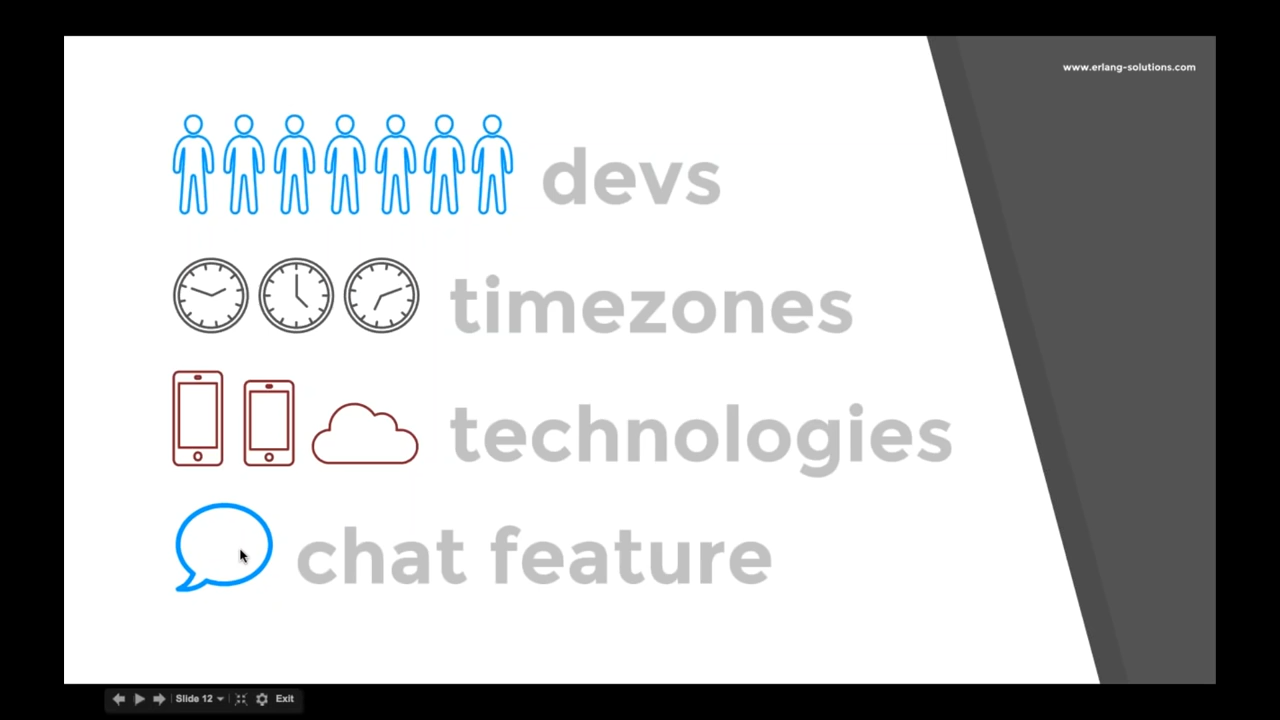 www.erlang-solutions.com
devs
timezones
technologies
chat feature
Slide 12
Exit